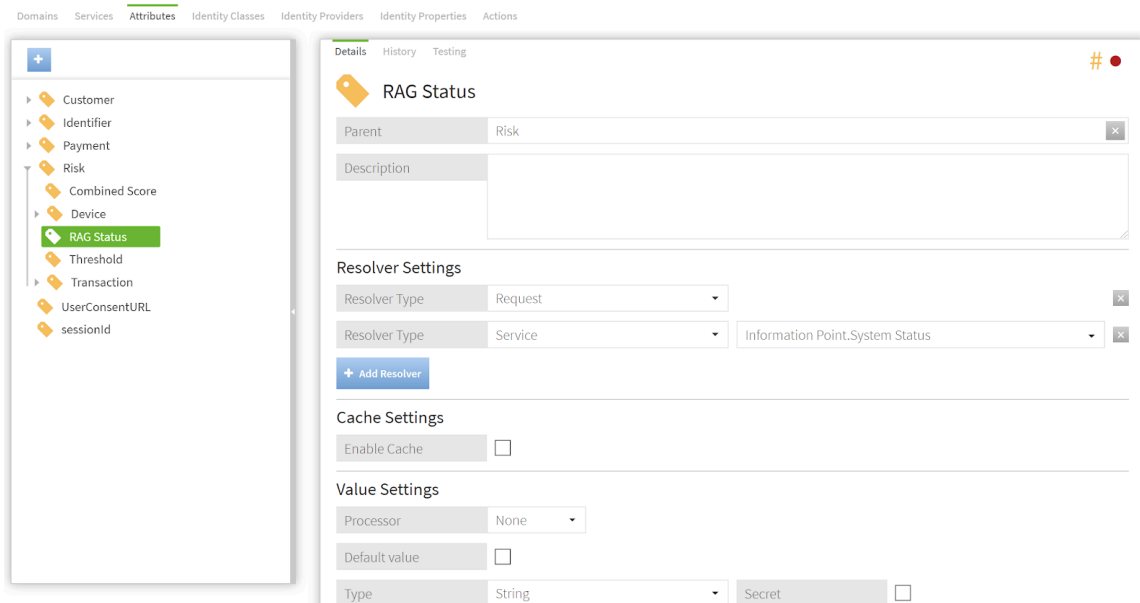 Domains Services Attributes Identity Classes Identity Providers Identity Properties Actions
+
Customer
Identifier
Payment
Risk
Combined Score
Device
RAG Status
Threshold
Transaction
UserConsentURL
sessionId
Details History Testing
#
RAG Status
Parent Risk
Description
Resolver Settings
Resolver Type Request
Resolver Type Service Information Point.System Status
+ Add Resolver
Cache Settings
Enable Cache
Value Settings
Processor None
Default value
Type String Secret